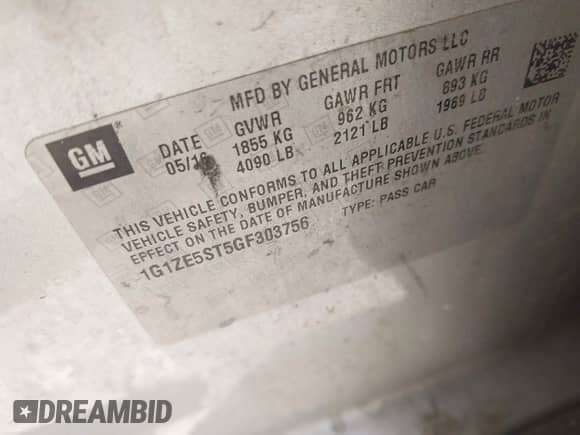 MFD BY GENERAL MOTORS LLC
GM
DATE GVWR GAWR FRT GAWR RR
05/16 1855 KG 962 KG 893 KG
4090 LB 2121 LB 1969 LB
THIS VEHICLE CONFORMS TO ALL APPLICABLE U.S. FEDERAL MOTOR
VEHICLE SAFETY, BUMPER, AND THEFT PREVENTION STANDARDS IN
EFFECT ON THE DATE OF MANUFACTURE SHOWN ABOVE.
1G1ZE5ST5GF303756 TYPE: PASS CAR
DREAMBID